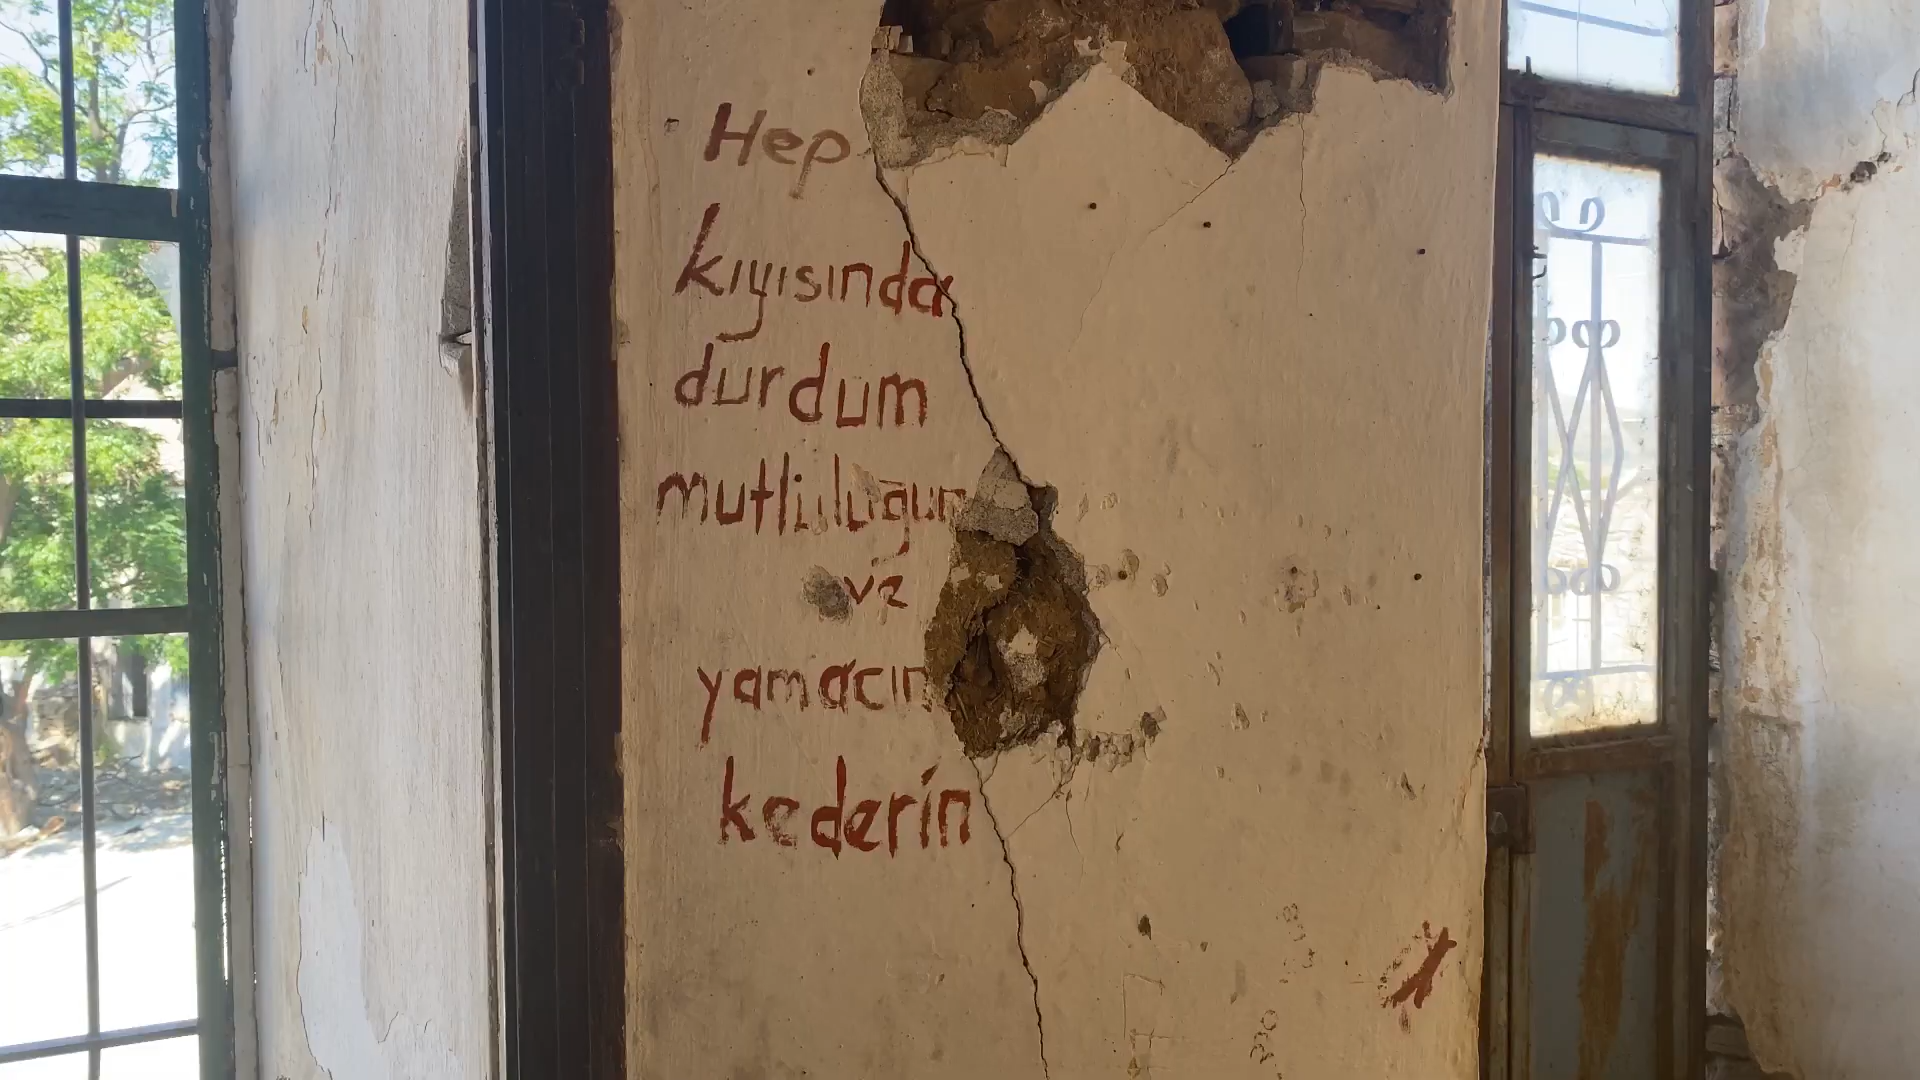 Hep
kıyısında
durdum
mutluluğun
ve
yamacın
kederin